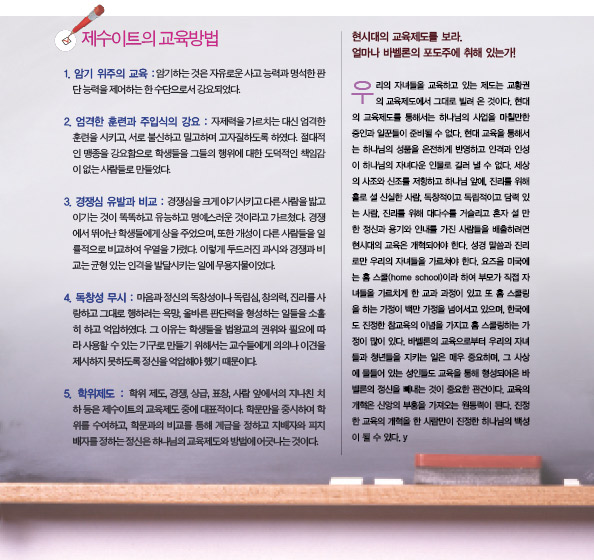 제수이트의 교육방법
1. 암기 위주의 교육 : 암기하는 것은 자유로운 사고 능력과 명석한 판
단 능력을 제어하는 한 수단으로서 강요되었다.
2. 엄격한 훈련과 주입식의 강요 : 자제력을 가르치는 대신 엄격한
훈련을 시키고, 서로 불신하고 밀고하며 고자질하도록 하였다. 절대적
인 맹종을 강요함으로 학생들을 그들의 행위에 대한 도덕적인 책임감
이 없는 사람들로 만들었다.
3. 경쟁심 유발과 비교 : 경쟁심을 크게 야기시키고 다른 사람을 밟고
이기는 것이 똑똑하고 유능하고 명예스러운 것이라고 가르쳤다. 경쟁
에서 뛰어난 학생들에게 상을 주었으며, 또한 개성이 다른 사람들을 일
률적으로 비교하여 우열을 가렸다. 이렇게 두드러진 과시와 경쟁과 비
교는 균형 있는 인격을 발달시키는 일에 무용지물이었다.
4. 독창성 무시 : 마음과 정신의 독창성이나 독립심, 창의력, 진리를 사
랑하고 그대로 행하려는 욕망, 올바른 판단력을 형성하는 일들을 소홀
히 하고 억압하였다. 그 이유는 학생들을 법왕교의 권위와 필요에 따
라 사용할 수 있는 기구로 만들기 위해서는 교수들에게 의의나 이견을
제시하지 못하도록 정신을 억압해야 했기 때문이다.
5. 학위제도 : 학위 제도, 경쟁, 상급, 표창, 사람 앞에서의 지나친 치
하 등은 제수이트의 교육제도 중에 대표적이다. 학문만을 중시하여 학
위를 수여하고, 학문과의 비교를 통해 계급을 정하고 지배자와 피지
배자를 정하는 정신은 하나님의 교육제도와 방법에 어긋나는 것이다.
현시대의 교육제도를 보라.
얼마나 바벨론의 포도주에 취해 있는가!
우리의 자녀들을 교육하고 있는 제도는 교황권
의 교육제도에서 그대로 빌려 온 것이다. 현대
의 교육제도를 통해서는 하나님의 사업을 마칠만한
증인과 일꾼들이 준비될 수 없다. 현대 교육을 통해서
는 하나님의 성품을 온전하게 반영하고 인격과 인성
이 하나님의 자녀다운 인물로 길러 낼 수 없다. 세상
의 사조와 신조를 저항하고 하나님 앞에, 진리를 위해
홀로 설 신실한 사람, 독창적이고 독립적이고 담력 있
는 사람, 진리를 위해 대다수를 거슬리고 혼자 설 만
한 정신과 용기와 인내를 가진 사람들을 배출하려면
현시대의 교육은 개혁되어야 한다. 성경 말씀과 진리
로만 우리의 자녀들을 가르쳐야 한다. 요즈음 미국에
는 홈 스쿨(home school)이라 하여 부모가 직접 자
녀들을 가르치게 한 교과 과정이 있고 또 홈 스쿨링
을 하는 가정이 백만 가정을 넘어서고 있으며, 한국에
도 진정한 참교육의 이념을 가지고 홈 스쿨링하는 가
정이 많이 있다. 바벨론의 교육으로부터 우리의 자녀
들과 청년들을 지키는 일은 매우 중요하며, 그 사상
에 물들어 있는 성인들도 교육을 통해 형성되어온 바
벨론의 정신을 빼내는 것이 중요한 관건이다. 교육의
개혁은 신앙의 부흥을 가져오는 원동력이 된다. 진정
한 교육의 개혁을 한 사람만이 진정한 하나님의 백성
이 될 수 있다. y